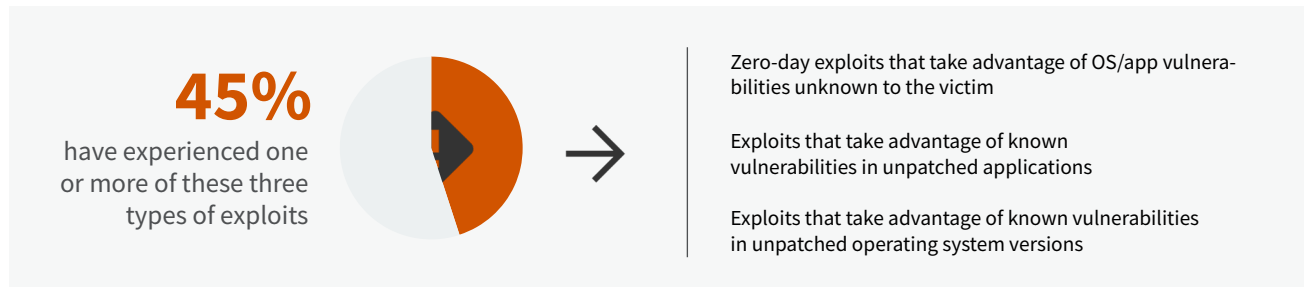 45%
have experienced one
or more of these three
types of exploits
Zero-day exploits that take advantage of OS/app vulnera-
bilities unknown to the victim
Exploits that take advantage of known
vulnerabilities in unpatched applications
Exploits that take advantage of known vulnerabilities
in unpatched operating system versions